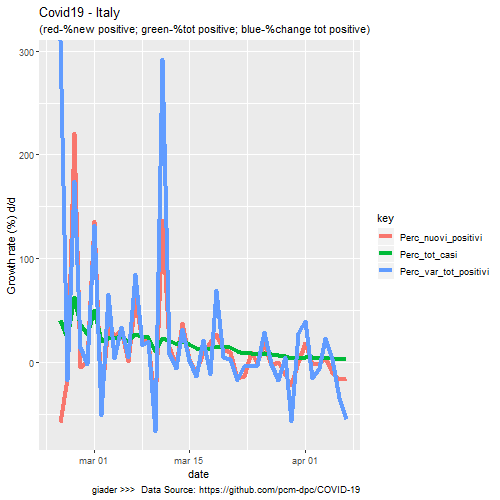 Covid19 - Italy
(red-%new positive; green-%tot positive; blue-%change tot positive)
300
200
100
0
Growth rate (%) d/d
mar 01
mar 15
apr 01
date
key
Perc_nuovi_positivi
Perc_tot_casi
Perc_var_tot_positivi
giader >>> Data Source: https://github.com/pcm-dpc/COVID-19